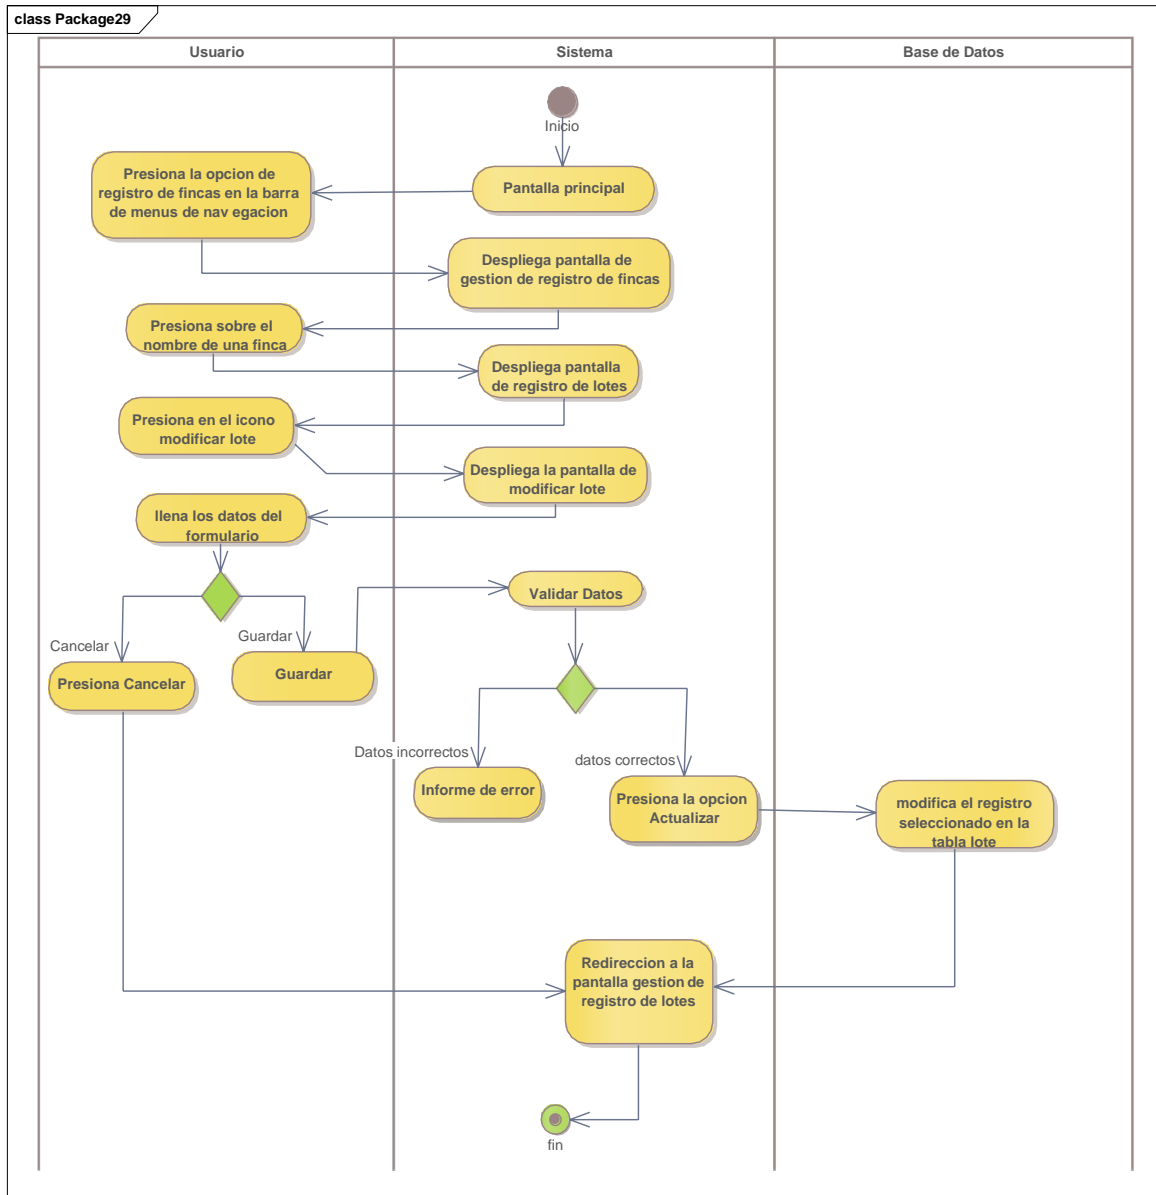 class Package29
Usuario
Sistema
Base de Datos
Inicio
Pantalla principal
Presiona la opcion de
registro de fincas en la barra
de menus de nav egacion
Despliega pantalla de
gestion de registro de fincas
Presiona sobre el
nombre de una finca
Despliega pantalla
de registro de lotes
Presiona en el icono
modificar lote
Despliega la pantalla de
modificar lote
llena los datos del
formulario
Validar Datos
Cancelar
Guardar
Presiona Cancelar
Guardar
Datos incorrectos
datos correctos
Informe de error
Presiona la opcion
Actualizar
modifica el registro
seleccionado en la
tabla lote
Redireccion a la
pantalla gestion de
registro de lotes
fin